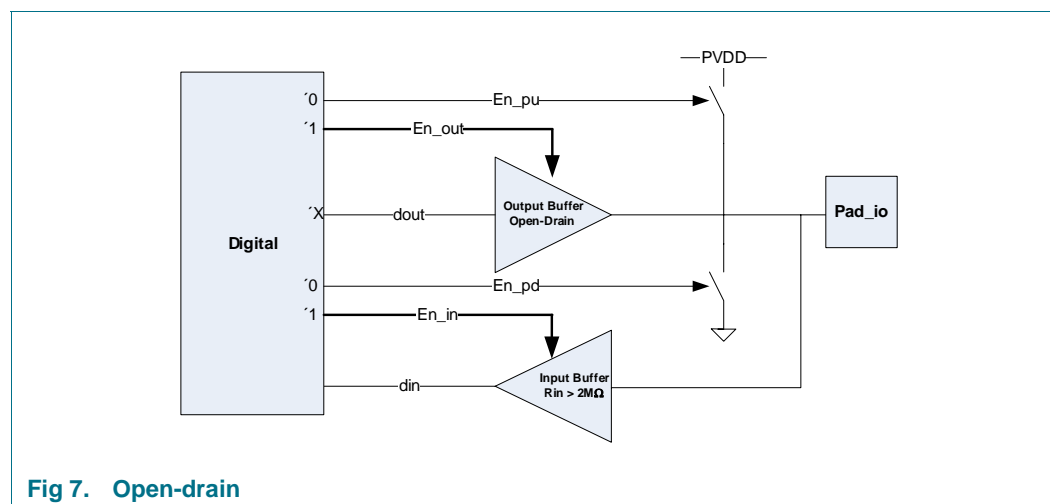 PVDD
´0
En_pu
´1
En_out
Output Buffer
Open-Drain
Pad_io
´X
dout
Digital
´0
En_pd
´1
En_in
Input Buffer
Rin > 2MΩ
din
Fig 7. Open-drain